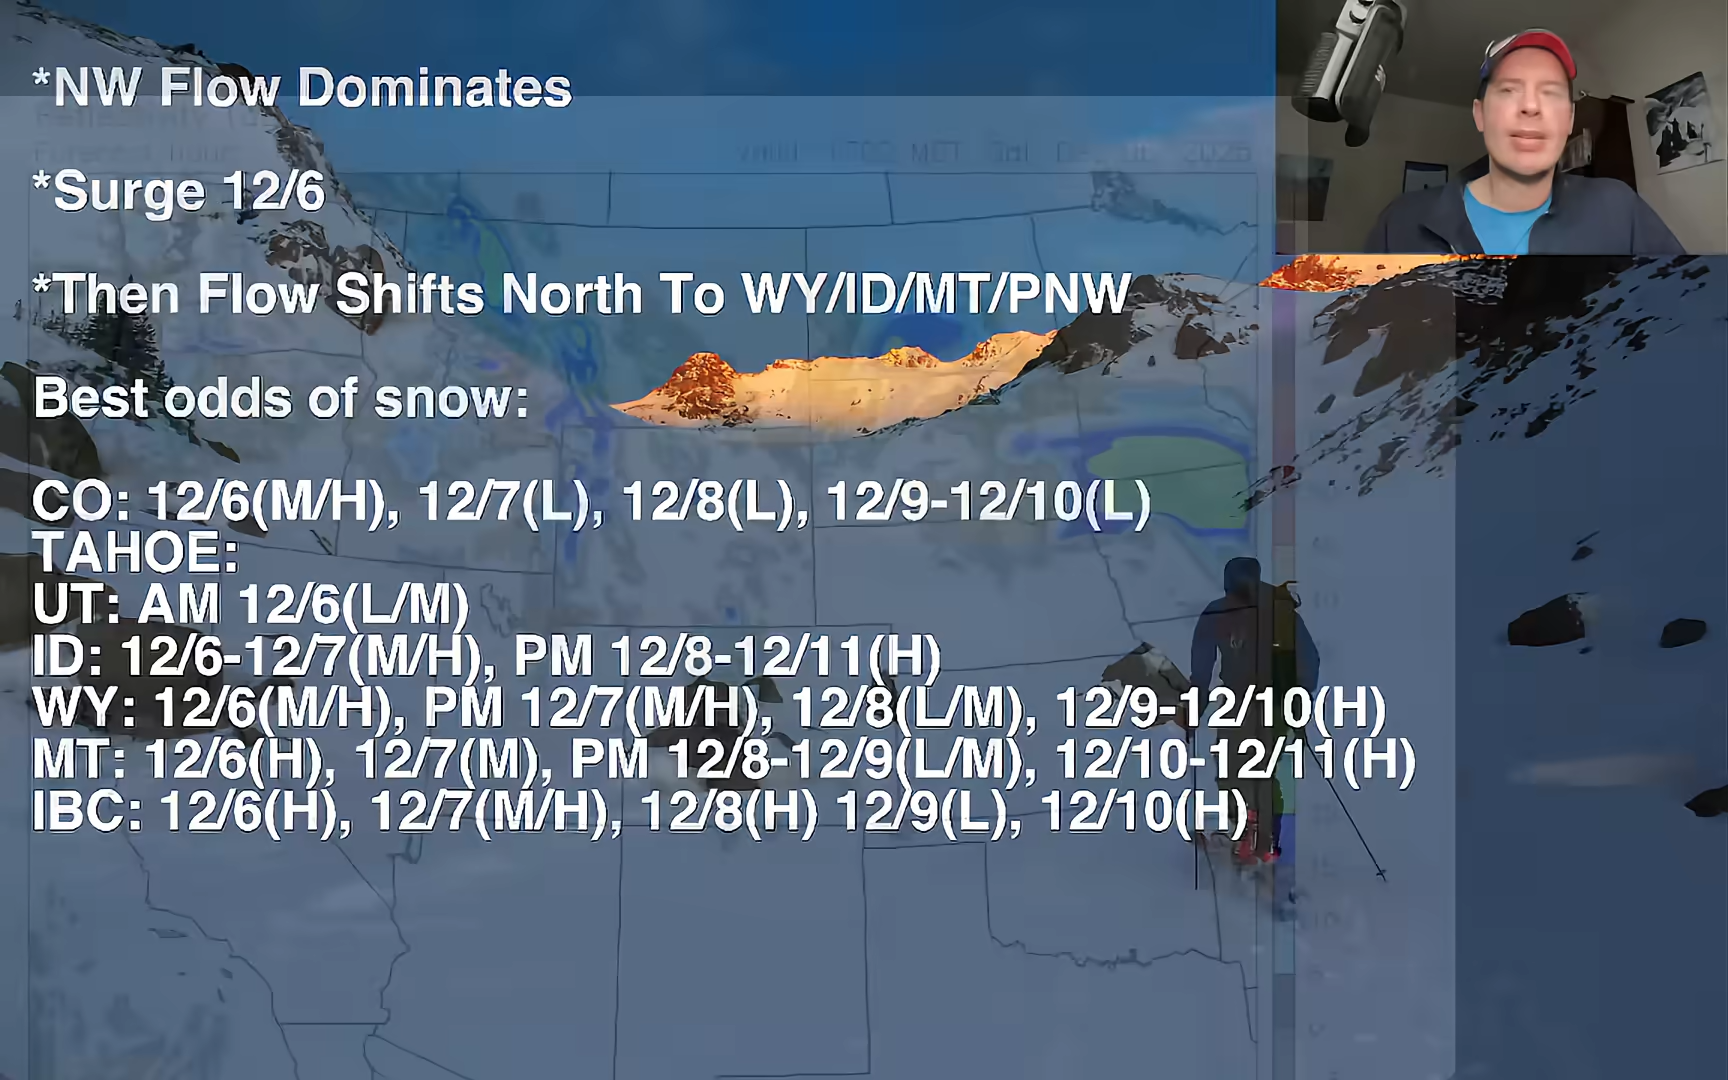 *NW Flow Dominates
*Surge 12/6
*Then Flow Shifts North To WY/ID/MT/PNW
Best odds of snow:
CO: 12/6(M/H), 12/7(L), 12/8(L), 12/9-12/10(L)
TAHOE:
UT: AM 12/6(L/M)
ID: 12/6-12/7(M/H), PM 12/8-12/11(H)
WY: 12/6(M/H), PM 12/7(M/H), 12/8(L/M), 12/9-12/10(H)
MT: 12/6(H), 12/7(M), PM 12/8-12/9(L/M), 12/10-12/11(H)
IBC: 12/6(H), 12/7(M/H), 12/8(H) 12/9(L), 12/10(H)